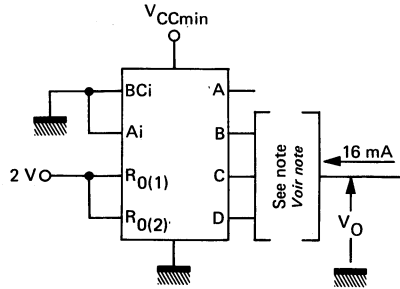 VCCmin
BCi
A
Ai
B
2 V
R0(1)
C
R0(2)
D
See note
Voir note
16 mA
VO